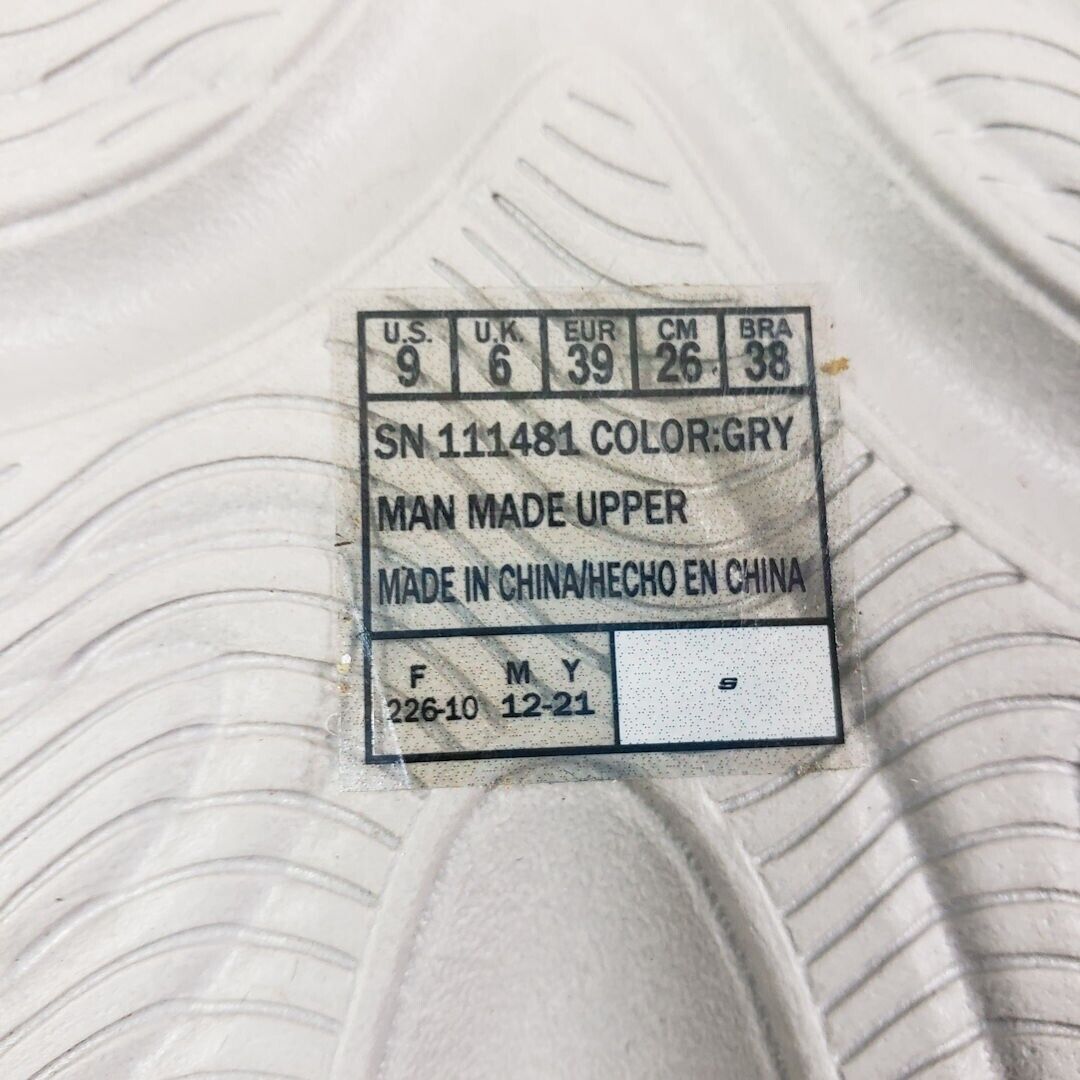 U.S. U.K. EUR CM BRA
9 6 39 26 38
SN 111481 COLOR:GRY
MAN MADE UPPER
MADE IN CHINA/HECHO EN CHINA
F M Y
226-10 12-21
S